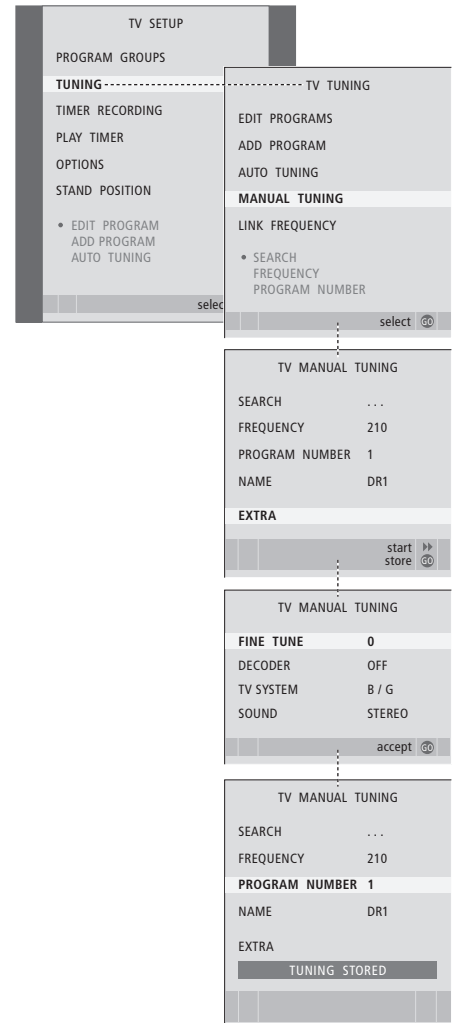 TV SETUP
PROGRAM GROUPS
TUNING
TIMER RECORDING
PLAY TIMER
OPTIONS
STAND POSITION
• EDIT PROGRAM
ADD PROGRAM
AUTO TUNING
selec
TV TUNING
EDIT PROGRAMS
ADD PROGRAM
AUTO TUNING
MANUAL TUNING
LINK FREQUENCY
• SEARCH
FREQUENCY
PROGRAM NUMBER
select GO
TV MANUAL TUNING
SEARCH ...
FREQUENCY 210
PROGRAM NUMBER 1
NAME DR1
EXTRA
start
store GO
TV MANUAL TUNING
FINE TUNE 0
DECODER OFF
TV SYSTEM B / G
SOUND STEREO
accept GO
TV MANUAL TUNING
SEARCH ...
FREQUENCY 210
PROGRAM NUMBER 1
NAME DR1
EXTRA
TUNING STORED